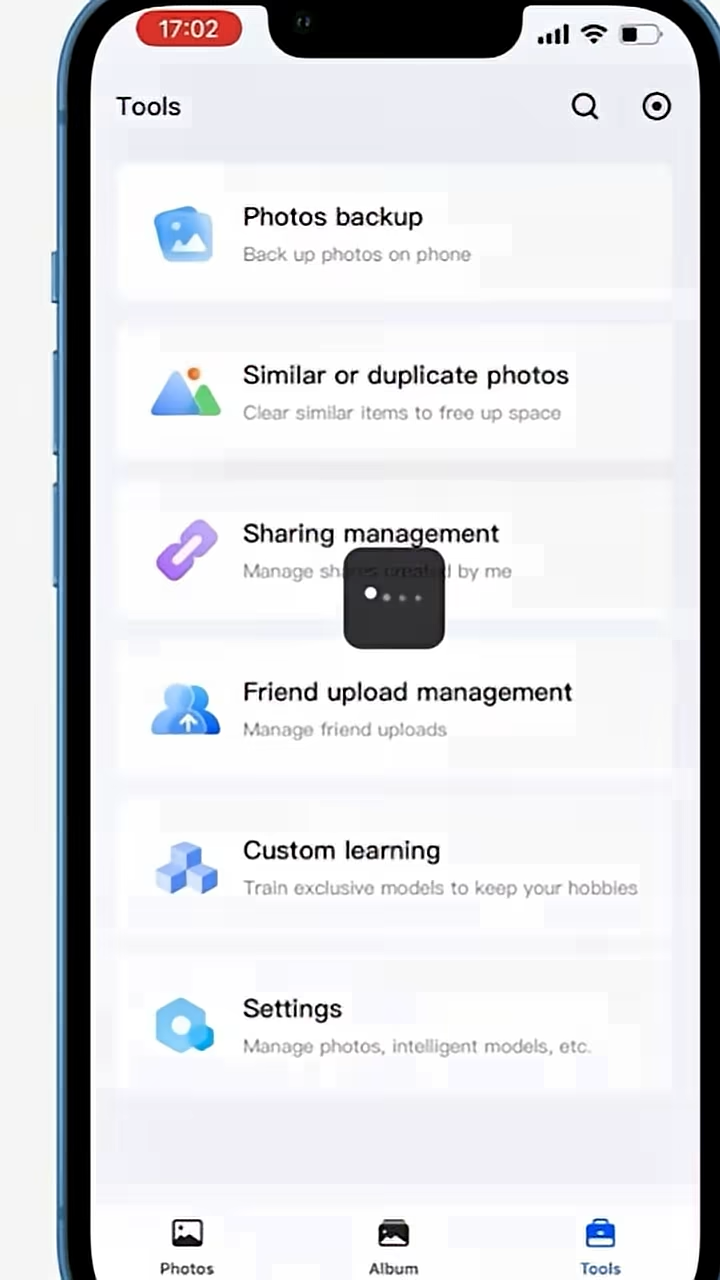 17:02
Tools
Photos backup
Back up photos on phone
Similar or duplicate photos
Clear similar items to free up space
Sharing management
Manage shares created by me
Friend upload management
Manage friend uploads
Custom learning
Train exclusive models to keep your hobbies
Settings
Manage photos, intelligent models, etc.
Photos
Album
Tools